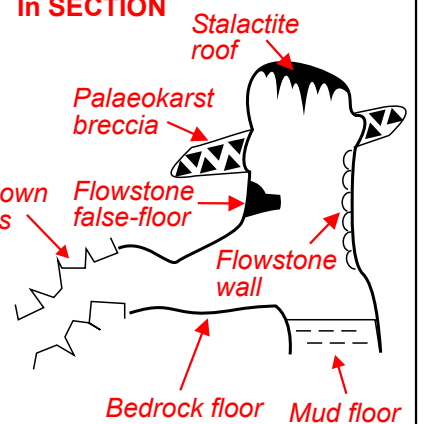 In SECTION
Stalactite
roof
Palaeokarst
breccia
Flowstone
false-floor
Flowstone
wall
Bedrock floor
Mud floor